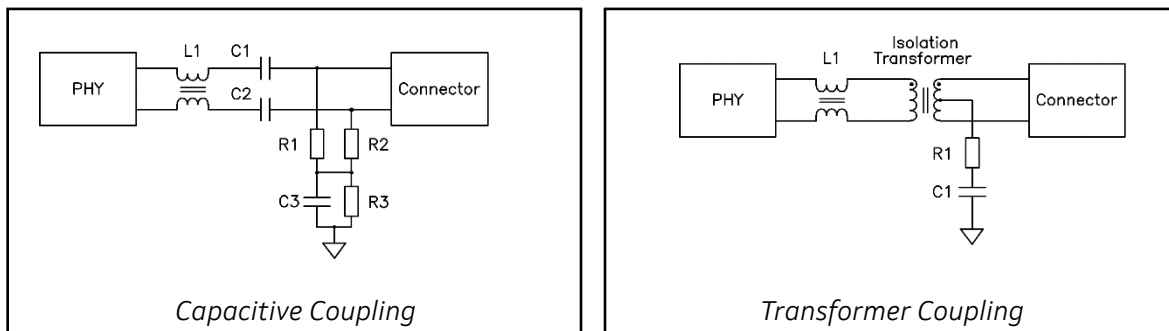 L1
C1
PHY
C2
Connector
R1
R2
C3
R3
Capacitive Coupling
Isolation
Transformer
L1
PHY
Connector
R1
C1
Transformer Coupling